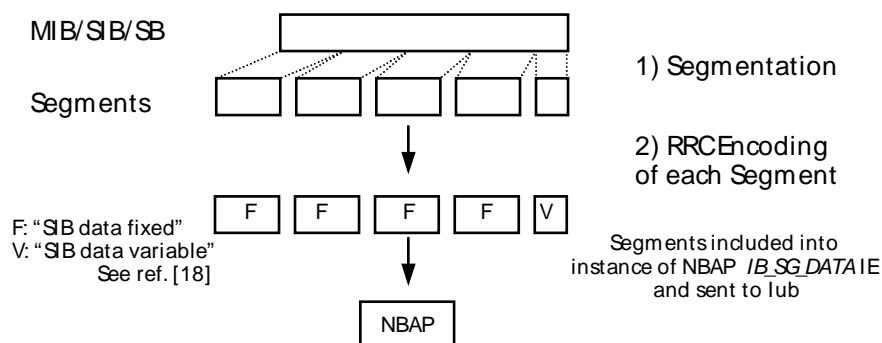 MIB/SIB/SB
1) Segmentation
Segments
2) RRCEncoding
of each Segment
F F F F V
F: “SIB data fixed”
V: “SIB data variable”
See ref. [18]
Segments included into
instance of NBAP IB_SG_DATA IE
and sent to Iub
NBAP